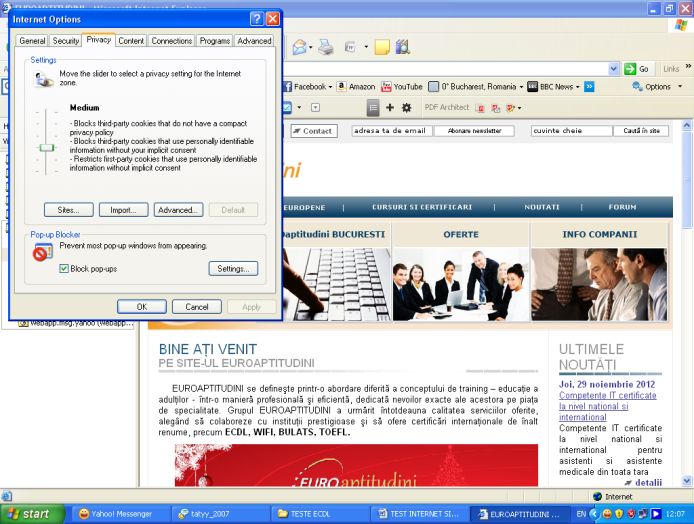 EUROAPTITUDINI - Microsoft Internet Explorer
Internet Options
General Security Privacy Content Connections Programs Advanced
Settings
Move the slider to select a privacy setting for the Internet
zone.
Medium
- Blocks third-party cookies that do not have a compact
privacy policy
- Blocks third-party cookies that use personally identifiable
information without your implicit consent
- Restricts first-party cookies that use personally identifiable
information without implicit consent
Sites... Import... Advanced... Default
Pop-up Blocker
Prevent most pop-up windows from appearing.
Block pop-ups
Settings...
OK Cancel Apply
webapp.msg.yahoo (webapp...
Go Links »
Facebook Amazon YouTube 0° Bucharest, Romania BBC News » Options
PDF Architect
Contact adresa ta de email Abonare newsletter cuvinte cheie Caută în site
ni
EUROPENE | CURSURI SI CERTIFICARI | NOUTATI | FORUM
aptitudini BUCURESTI OFERTE INFO COMPANII
BINE AȚI VENIT
PE SITE-UL EUROAPTITUDINI
EUROAPTITUDINI se definește printr-o abordare diferită a conceptului de training – educație a
adulților - într-o manieră profesională și eficientă, dedicată nevoilor exacte ale acestora pe piața
de specialitate. Grupul EUROAPTITUDINI a urmărit întotdeauna calitatea serviciilor oferite,
alegând să colaboreze cu instituții prestigioase și să ofere certificări internaționale de înalt
renume, precum ECDL, WIFI, BULATS, TOEFL.
EUROaptitudini
ULTIMELE
NOUTĂȚI
Joi, 29 noiembrie 2012
Competente IT certificate
la nivel national si
international
Competente IT certificate
la nivel national si
international pentru
asistenti si asistente
medicale din toata tara
detalii
Internet
start Yahoo! Messenger tatyy_2007 TESTE ECDL TEST INTERNET SI... EUROAPTITUDINI ... EN 12:07